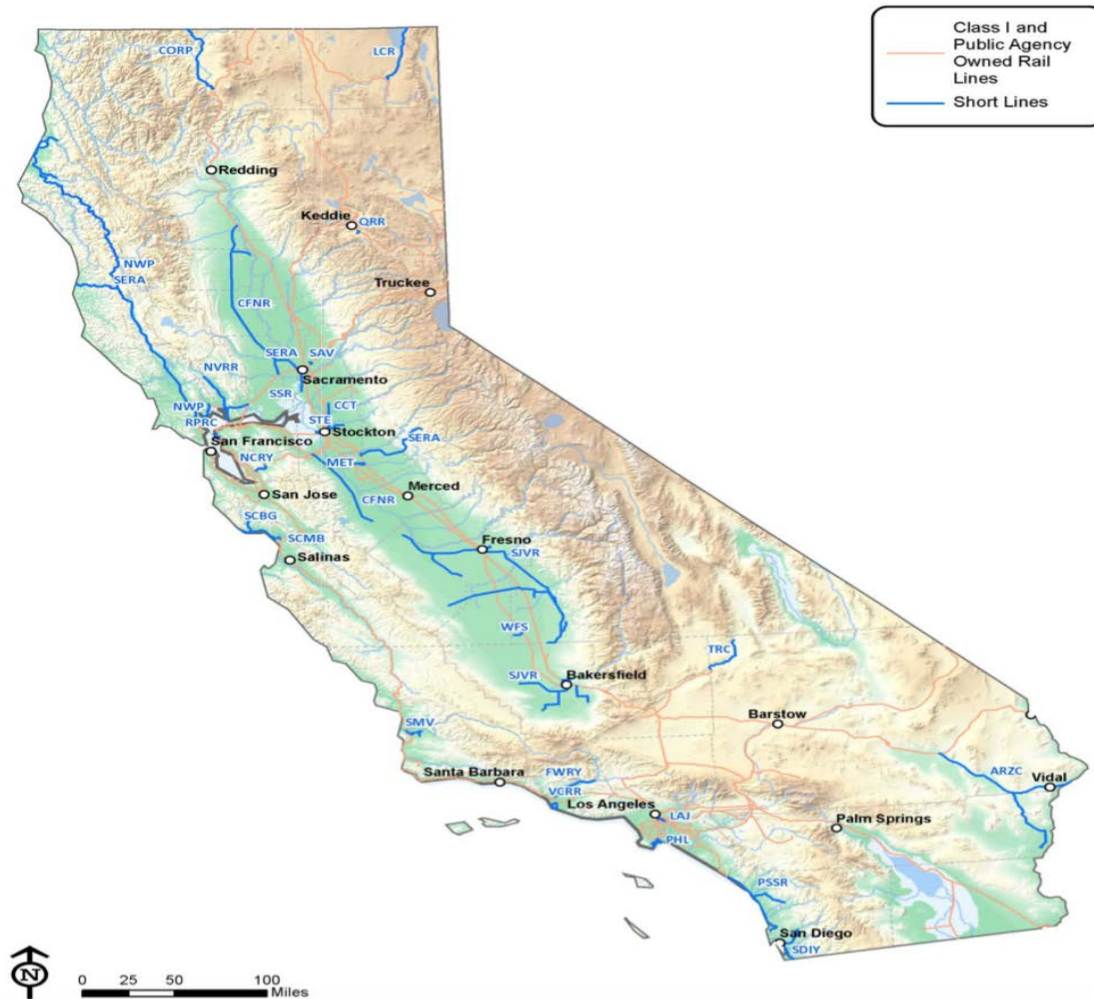 Class I and
Public Agency
Owned Rail
Lines
Short Lines
CORP
LCR
Redding
Keddie
QRR
NWP
SERA
Truckee
CFNR
SERA
SAV
Sacramento
NVRR
SSR
CCT
NWP
RPRC
STE
Stockton
San Francisco
SERA
NCRY
MET
San Jose
CFNR
Merced
SCBG
SCMB
Salinas
Fresno
SJVR
WFS
TRC
SJVR
Bakersfield
SMV
Barstow
Santa Barbara
FWRY
VCRR
ARZC
Vidal
Los Angeles
LAJ
Palm Springs
PHL
PSSR
San Diego
SDIY
N
0 25 50 100
Miles